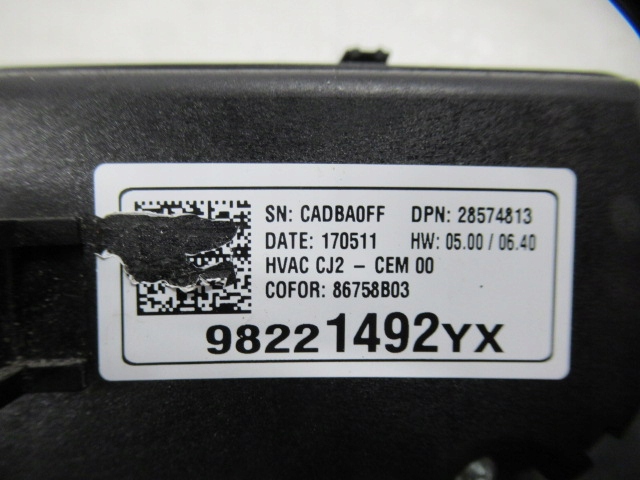 SN: CADBA0FF DPN: 28574813
DATE: 170511 HW: 05.00 / 06.40
HVAC CJ2 - CEM 00
COFOR: 86758B03
98221492YX